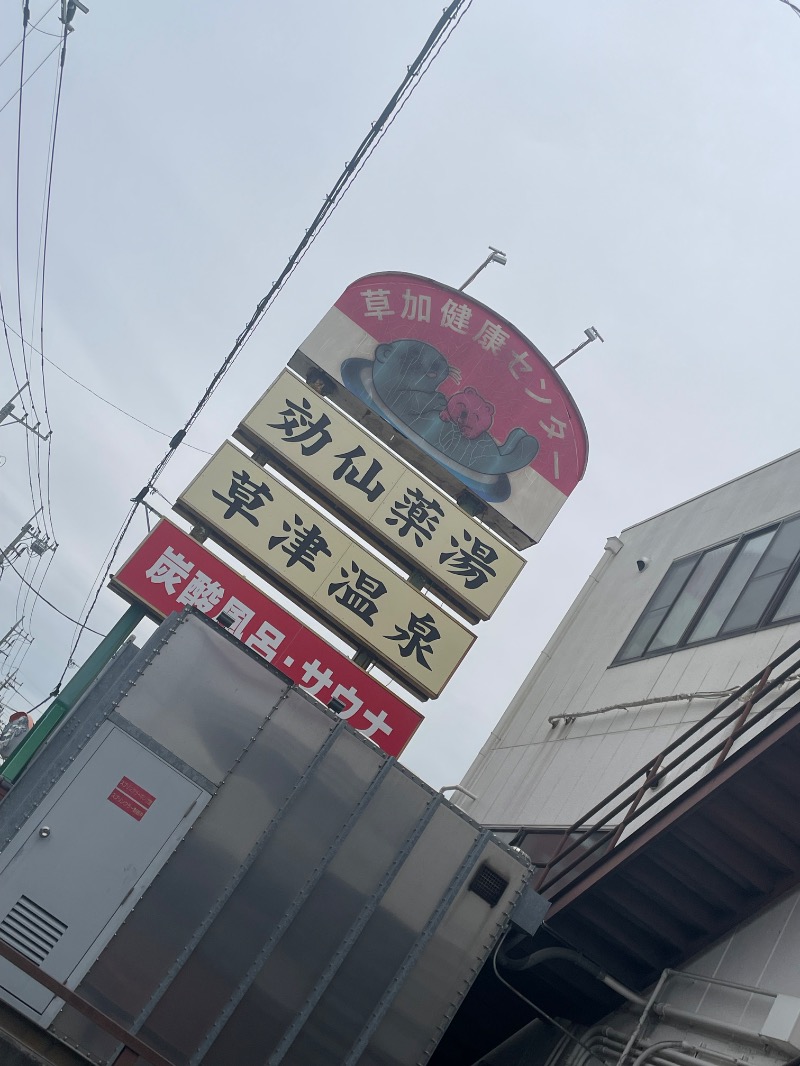 草加健康センター
効仙薬湯
草津温泉
炭酸風呂・サウナ